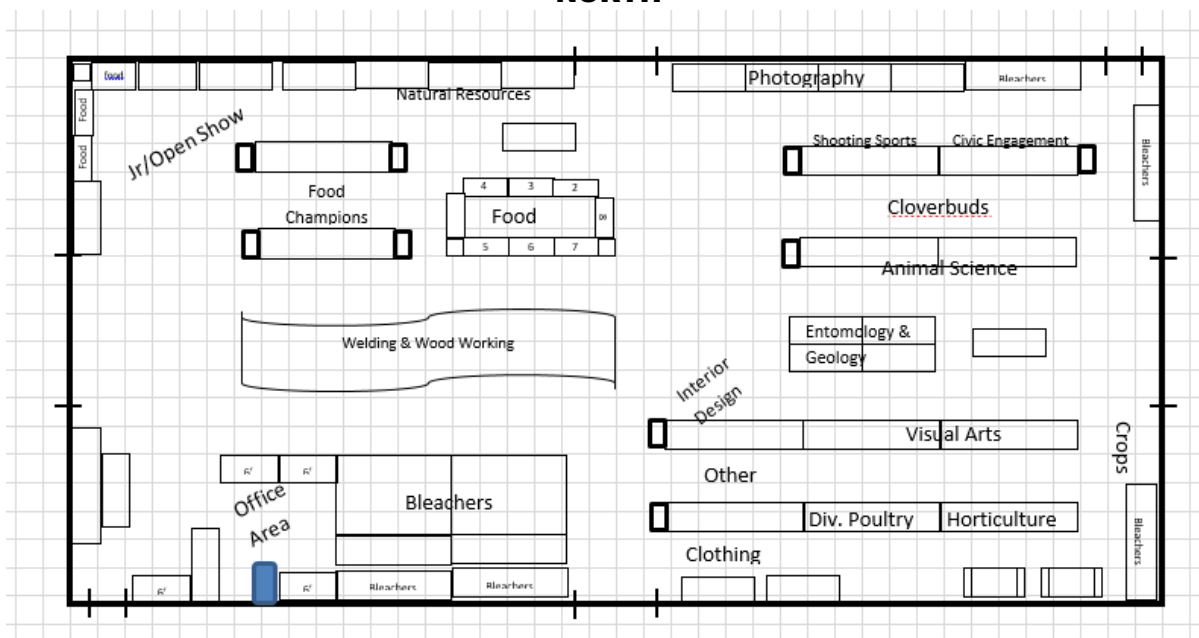 NORTH
food
Photography
Bleachers
Natural Resources
Food
Jr/Open Show
Food
Shooting Sports
Civic Engagement
Bleachers
4
3
2
Food
Champions
Food
8
Cloverbuds
5
6
7
Animal Science
Welding & Wood Working
Entomology &
Geology
Interior
Design
Visual Arts
Crops
6'
6'
Other
Office
Area
Bleachers
Div. Poultry
Horticulture
Bleachers
Clothing
6'
6'
Bleachers
Bleachers